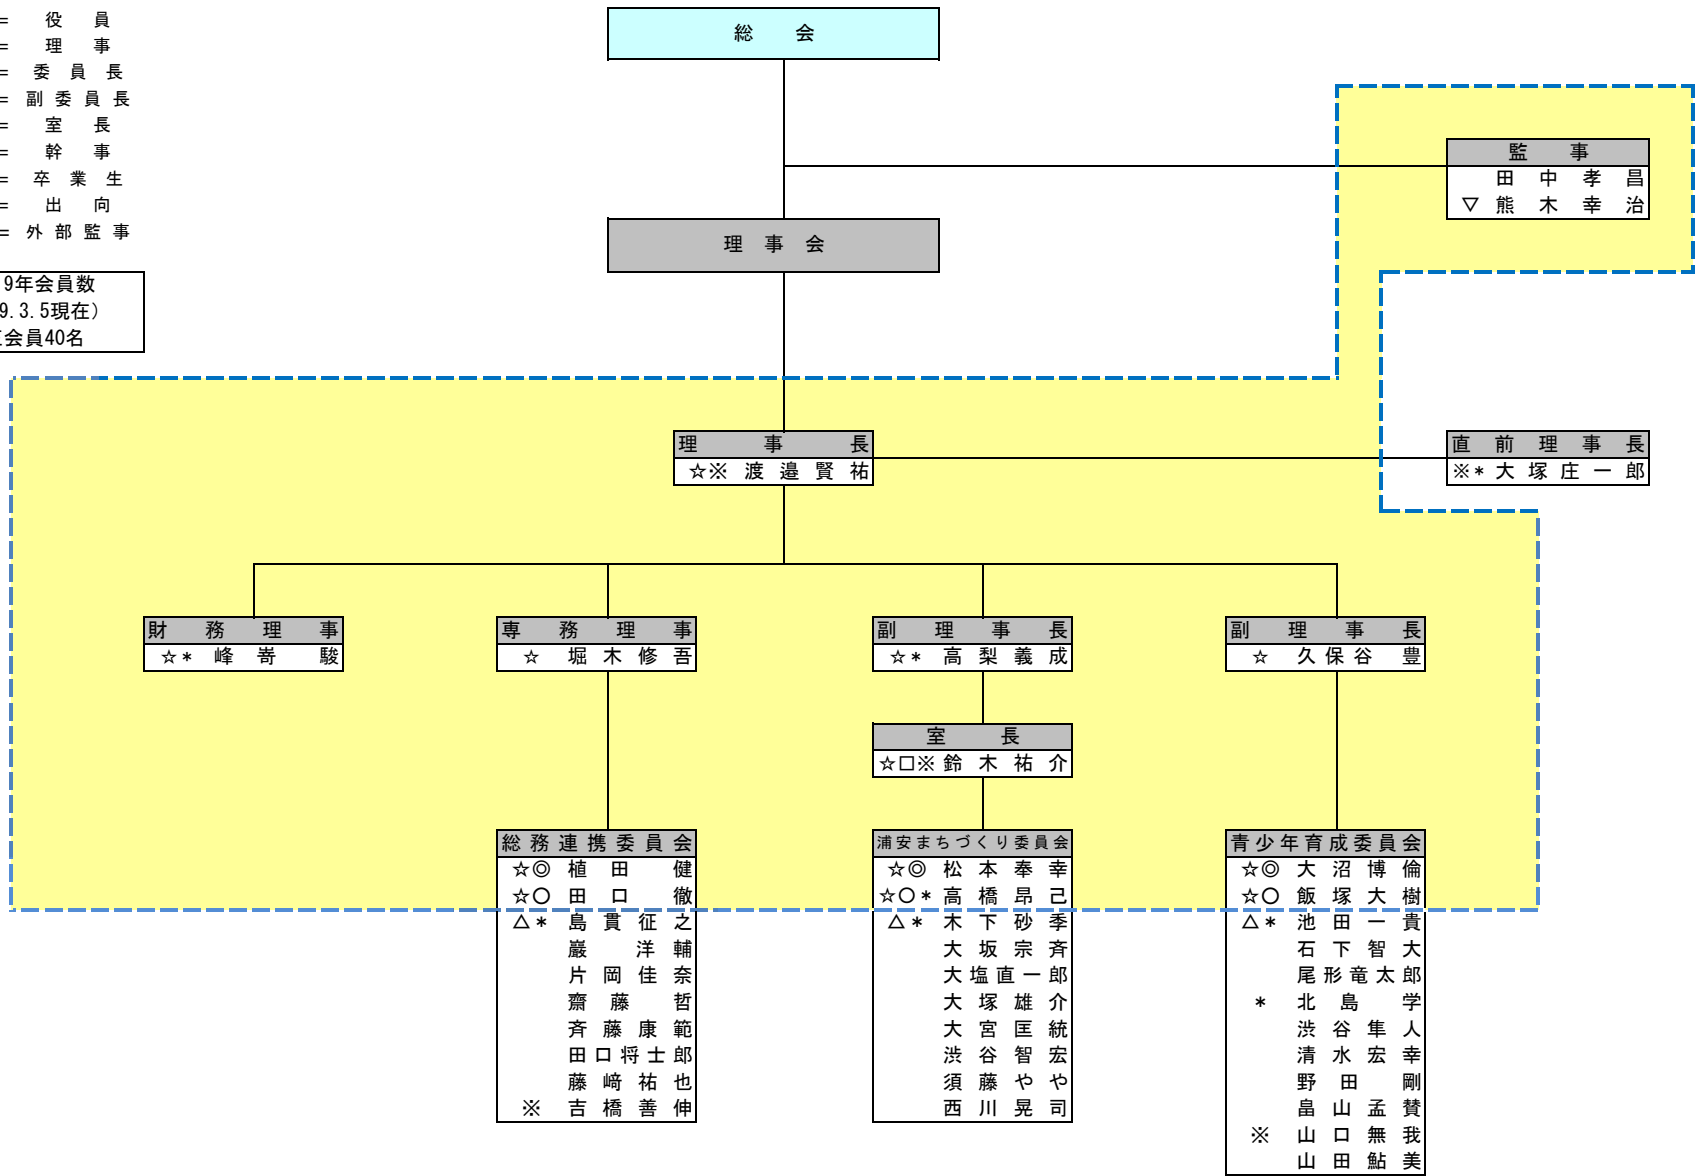 = 役員
= 理事
= 委員長
= 副委員長
= 室長
= 幹事
= 卒業生
= 出向
= 外部監事
9年会員数
9.3.5現在）
会員40名
総会
監事
田中孝昌
▽ 熊木幸治
理事会
理事長
☆※ 渡邉賢祐
直前理事長
※* 大塚庄一郎
財務理事
☆* 峰嵜 駿
専務理事
☆ 堀木修吾
副理事長
☆* 高梨義成
副理事長
☆ 久保谷 豊
室長
☆□※ 鈴木祐介
総務連携委員会
☆◎ 植田 健
☆○ 田口 徹
△* 島貫征之
巌 洋輔
片岡佳奈
齋藤 哲
斉藤康範
田口将士郎
藤﨑祐也
※ 吉橋善伸
浦安まちづくり委員会
☆◎ 松本奉幸
☆○* 高橋昂己
△* 木下砂季
大坂宗斉
大塩直一郎
大塚雄介
大宮匡統
渋谷智宏
須藤やや
西川晃司
青少年育成委員会
☆◎ 大沼博倫
☆○ 飯塚大樹
△* 池田一貴
石下智大
尾形竜太郎
* 北島 学
渋谷隼人
清水宏幸
野田 剛
畠山孟賛
※ 山口無我
山田鮎美